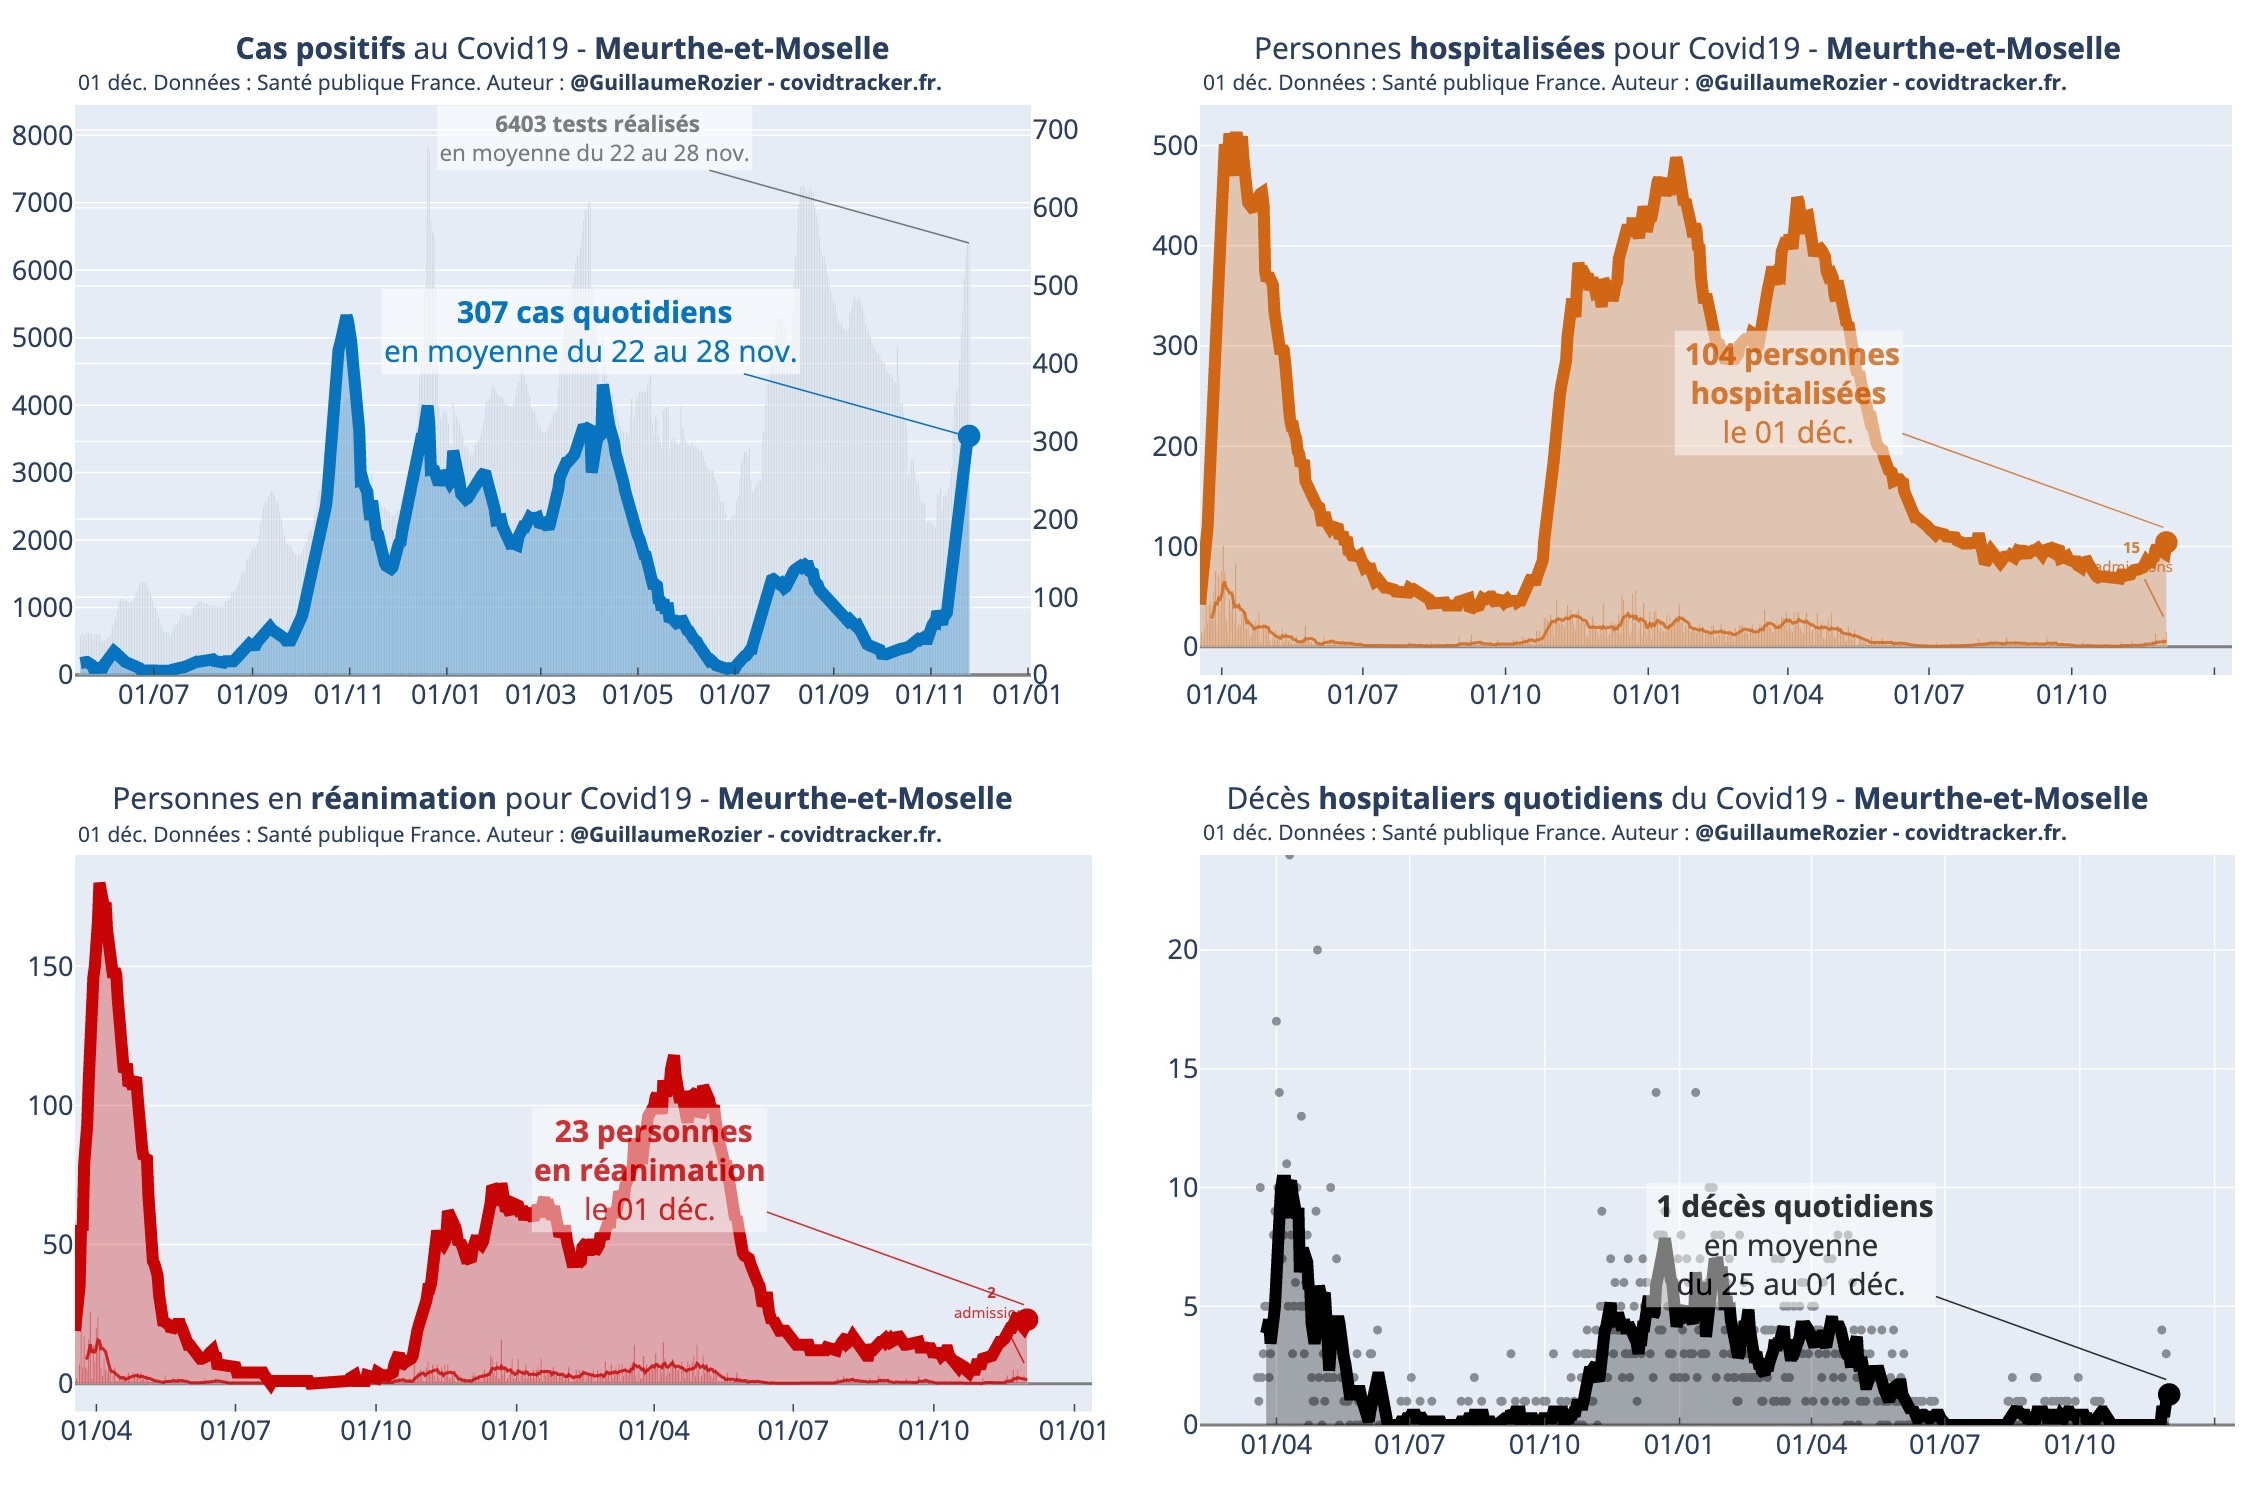 Cas positifs au Covid19 - Meurthe-et-Moselle
01 déc. Données : Santé publique France. Auteur : @GuillaumeRozier - covidtracker.fr.
6403 tests réalisés
en moyenne du 22 au 28 nov.
307 cas quotidiens
en moyenne du 22 au 28 nov.
8000
7000
6000
5000
4000
3000
2000
1000
0
700
600
500
400
300
200
100
0
01/07 01/09 01/11 01/01 01/03 01/05 01/07 01/09 01/11 01/01
Personnes hospitalisées pour Covid19 - Meurthe-et-Moselle
01 déc. Données : Santé publique France. Auteur : @GuillaumeRozier - covidtracker.fr.
500
400
300
200
100
0
104 personnes
hospitalisées
le 01 déc.
15
admissions
01/04 01/07 01/10 01/01 01/04 01/07 01/10
Personnes en réanimation pour Covid19 - Meurthe-et-Moselle
01 déc. Données : Santé publique France. Auteur : @GuillaumeRozier - covidtracker.fr.
150
100
50
0
23 personnes
en réanimation
le 01 déc.
2
admissio
01/04 01/07 01/10 01/01 01/04 01/07 01/10 01/01
Décès hospitaliers quotidiens du Covid19 - Meurthe-et-Moselle
01 déc. Données : Santé publique France. Auteur : @GuillaumeRozier - covidtracker.fr.
20
15
10
5
0
1 décès quotidiens
en moyenne
du 25 au 01 déc.
01/04 01/07 01/10 01/01 01/04 01/07 01/10